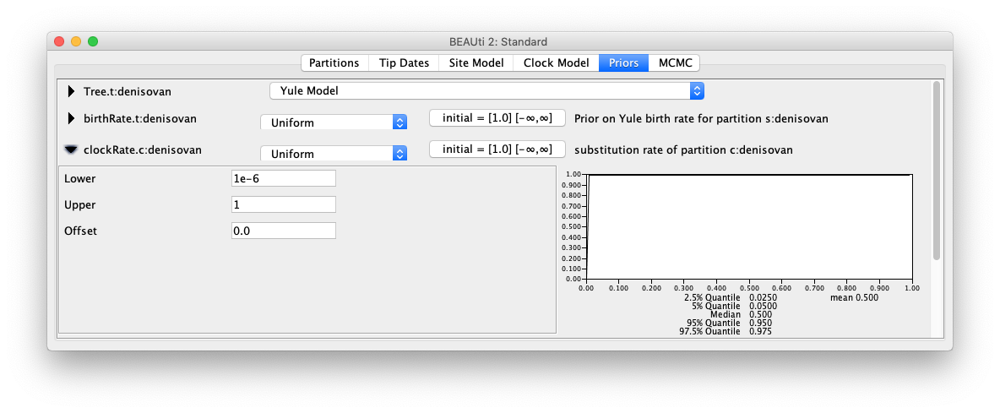 BEAUti 2: Standard
Partitions Tip Dates Site Model Clock Model Priors MCMC
Tree.t:denisovan Yule Model
birthRate.t:denisovan Uniform initial = [1.0] [-∞,∞] Prior on Yule birth rate for partition s:denisovan
clockRate.c:denisovan Uniform initial = [1.0] [-∞,∞] substitution rate of partition c:denisovan
Lower 1e-6
Upper 1
Offset 0.0
1.00
0.900
0.800
0.700
0.600
0.500
0.400
0.300
0.200
0.100
0.00
0.00 0.100 0.200 0.300 0.400 0.500 0.600 0.700 0.800 0.900 1.00
2.5% Quantile 0.0250 mean 0.500
5% Quantile 0.0500
Median 0.500
95% Quantile 0.950
97.5% Quantile 0.975